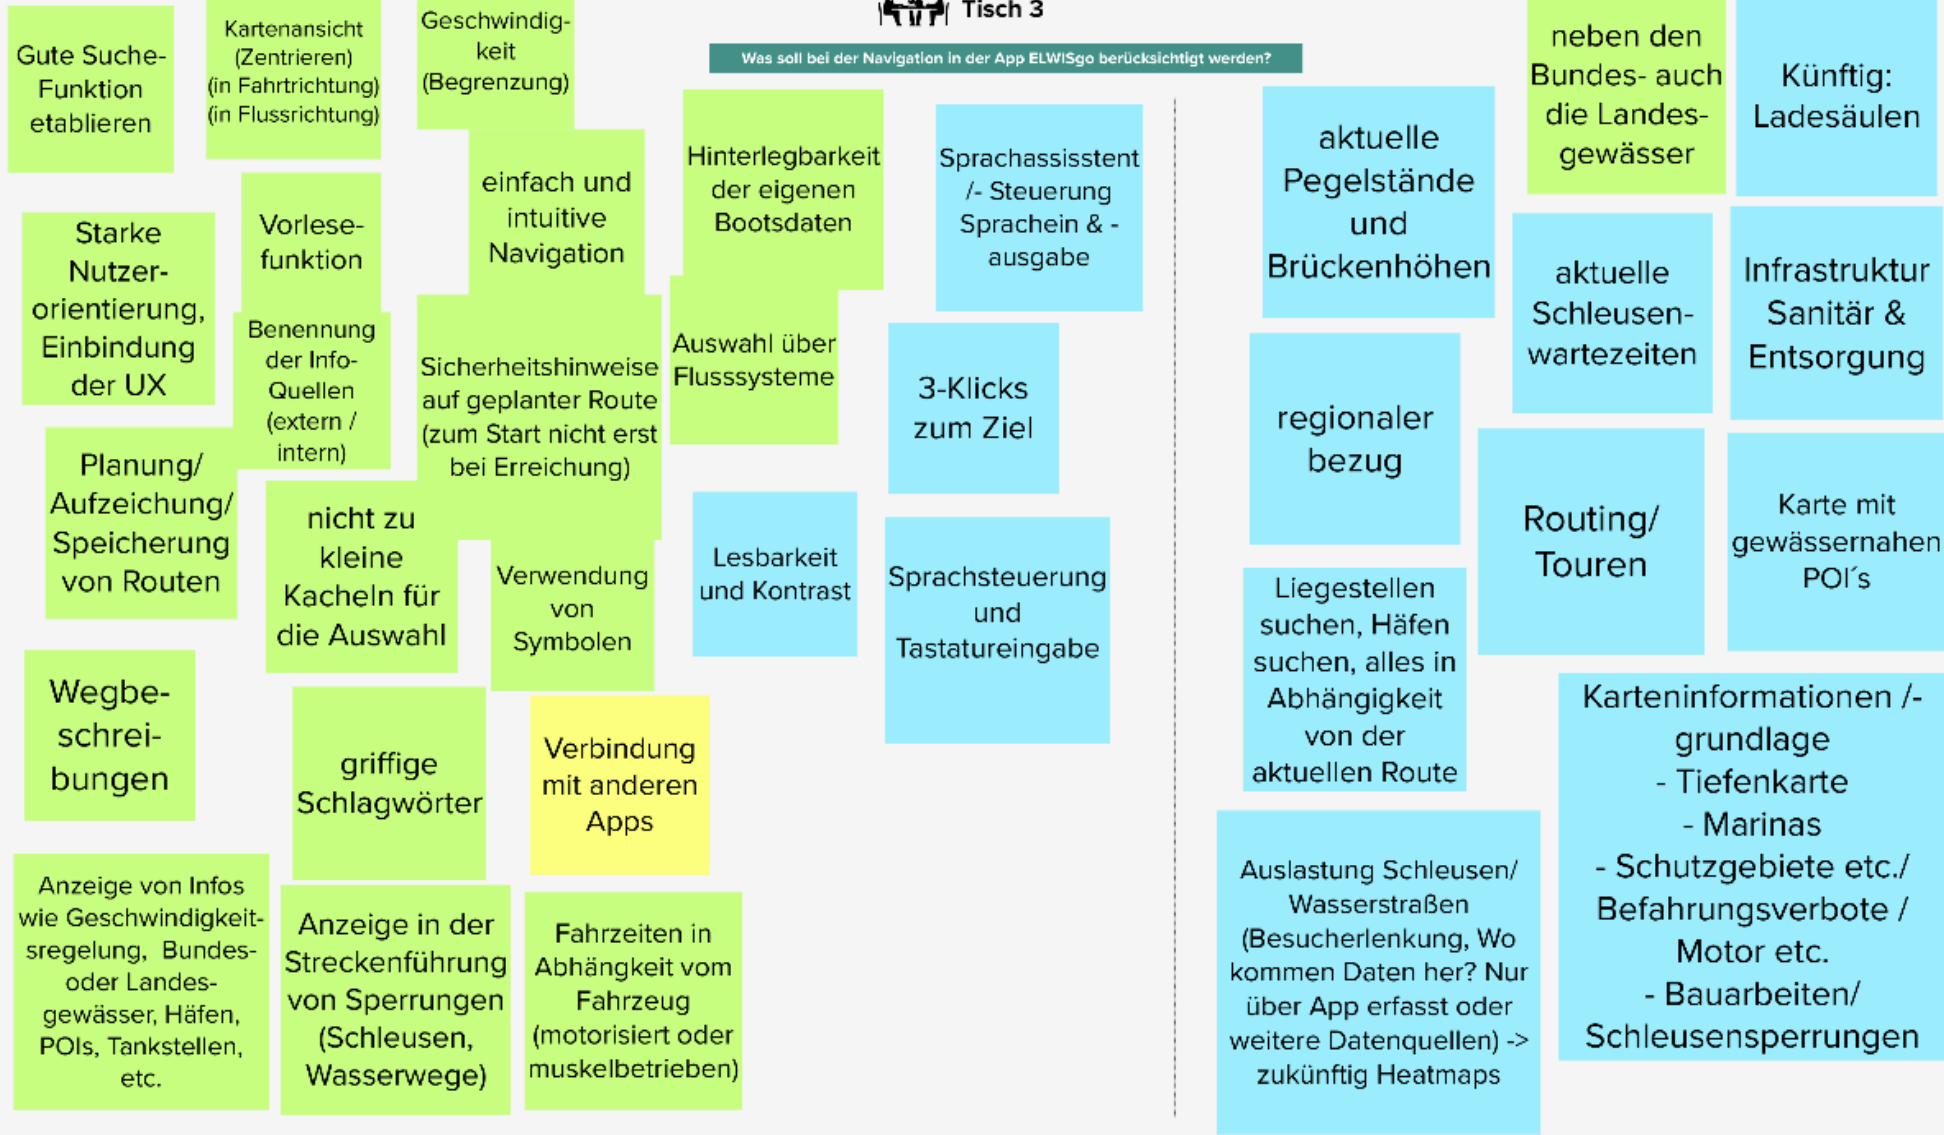 Tisch 3
Was soll bei der Navigation in der App ELWISgo berücksichtigt werden?
Gute Suche-
Funktion
etablieren
Kartenansicht
(Zentrieren)
(in Fahrtrichtung)
(in Flussrichtung)
Geschwindig-
keit
(Begrenzung)
einfach und
intuitive
Navigation
Hinterlegbarkeit
der eigenen
Bootsdaten
Sprachassisstent
/- Steuerung
Sprachein & -
ausgabe
Starke
Nutzer-
orientierung,
Einbindung
der UX
Vorlese-
funktion
Benennung
der Info-
Quellen
(extern /
intern)
Sicherheitshinweise
auf geplanter Route
(zum Start nicht erst
bei Erreichung)
Auswahl über
Flusssysteme
3-Klicks
zum Ziel
Planung/
Aufzeichung/
Speicherung
von Routen
nicht zu
kleine
Kacheln für
die Auswahl
Verwendung
von
Symbolen
Lesbarkeit
und Kontrast
Sprachsteuerung
und
Tastatureingabe
Wegbe-
schrei-
bungen
griffige
Schlagwörter
Verbindung
mit anderen
Apps
Anzeige von Infos
wie Geschwindigkeit-
sregelung, Bundes-
oder Landes-
gewässer, Häfen,
POIs, Tankstellen,
etc.
Anzeige in der
Streckenführung
von Sperrungen
(Schleusen,
Wasserwege)
Fahrzeiten in
Abhängkeit vom
Fahrzeug
(motorisiert oder
muskelbetrieben)
aktuelle
Pegelstände
und
Brückenhöhen
neben den
Bundes- auch
die Landes-
gewässer
Künftig:
Ladesäulen
aktuelle
Schleusen-
wartezeiten
Infrastruktur
Sanitär &
Entsorgung
regionaler
bezug
Routing/
Touren
Karte mit
gewässernahen
POI´s
Liegestellen
suchen, Häfen
suchen, alles in
Abhängigkeit
von der
aktuellen Route
Karteninformationen /-
grundlage
- Tiefenkarte
- Marinas
- Schutzgebiete etc./
Befahrungsverbote /
Motor etc.
- Bauarbeiten/
Schleusensperrungen
Auslastung Schleusen/
Wasserstraßen
(Besucherlenkung, Wo
kommen Daten her? Nur
über App erfasst oder
weitere Datenquellen) ->
zukünftig Heatmaps